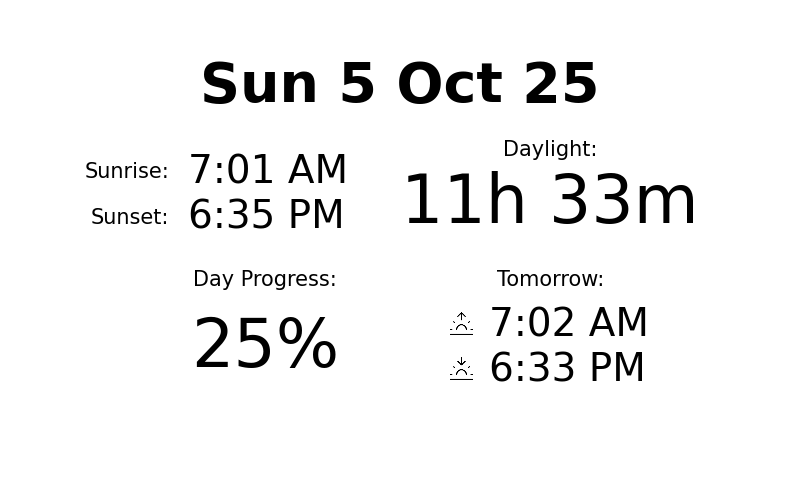 Sun 5 Oct 25
Sunrise: 7:01 AM
Sunset: 6:35 PM
Daylight:
11h 33m
Day Progress:
25%
Tomorrow:
7:02 AM
6:33 PM